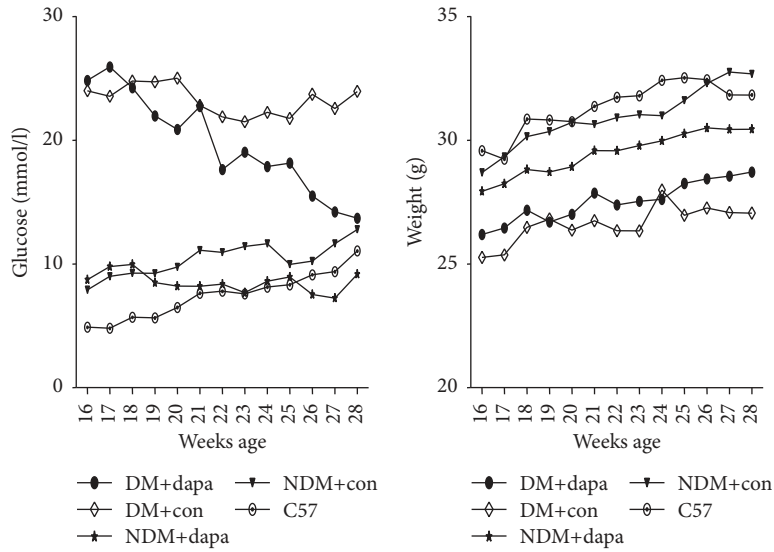 30
20
10
0
Glucose (mmol/l)
16 17 18 19 20 21 22 23 24 25 26 27 28
Weeks age
DM+dapa NDM+con
DM+con C57
NDM+dapa
35
30
25
20
Weight (g)
16 17 18 19 20 21 22 23 24 25 26 27 28
Weeks age
DM+dapa NDM+con
DM+con C57
NDM+dapa